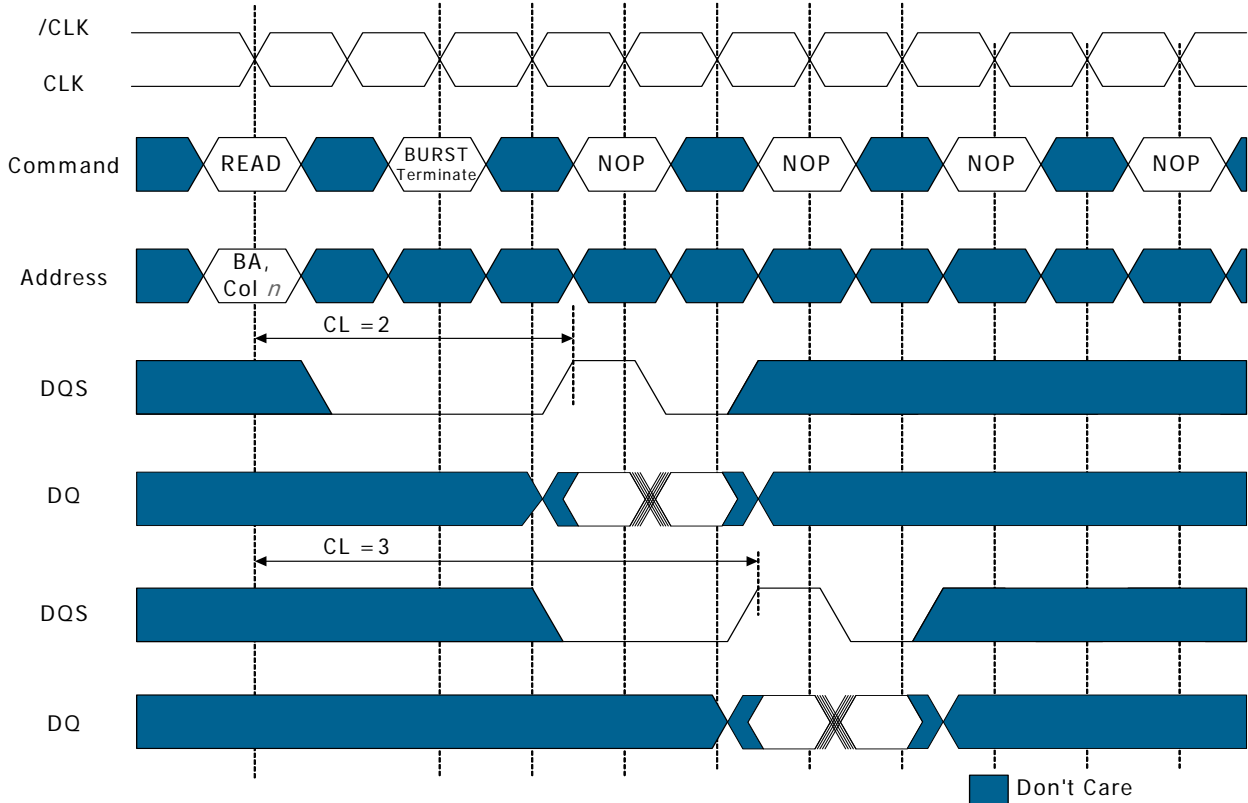 /CLK
CLK
Command
READ
BURST
Terminate
NOP
NOP
NOP
NOP
Address
BA,
Col n
CL = 2
DQS
DQ
CL = 3
DQS
DQ
Don't Care